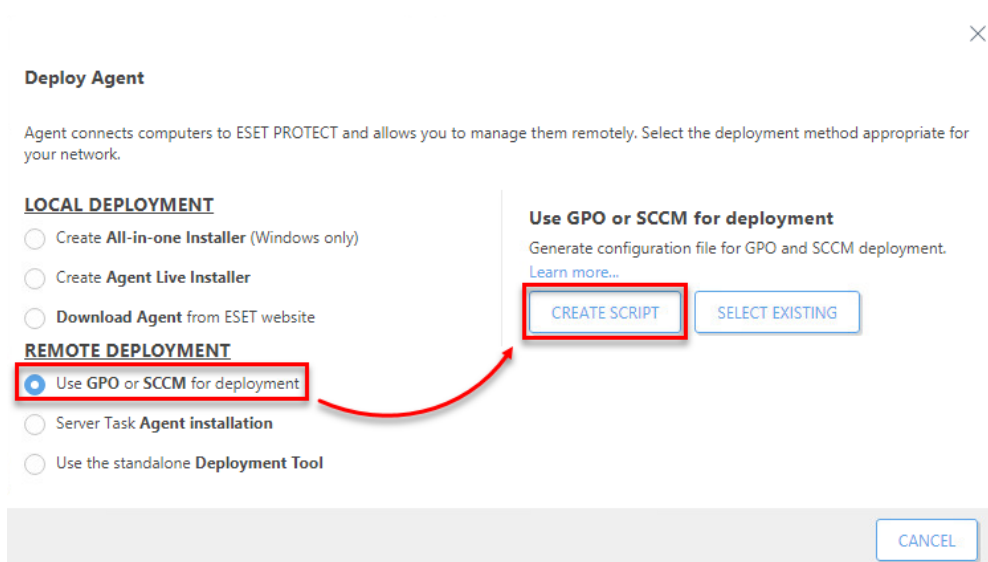 Deploy Agent
Agent connects computers to ESET PROTECT and allows you to manage them remotely. Select the deployment method appropriate for
your network.
LOCAL DEPLOYMENT
Create All-in-one Installer (Windows only)
Create Agent Live Installer
Download Agent from ESET website
REMOTE DEPLOYMENT
Use GPO or SCCM for deployment
Server Task Agent installation
Use the standalone Deployment Tool
Use GPO or SCCM for deployment
Generate configuration file for GPO and SCCM deployment.
Learn more...
CREATE SCRIPT
SELECT EXISTING
CANCEL